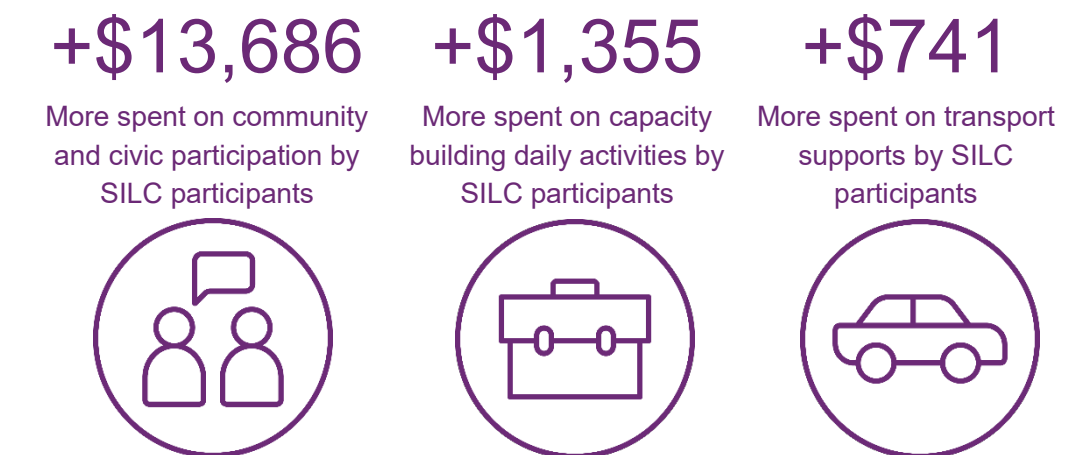 +$13,686
More spent on community
and civic participation by
SILC participants
+$1,355
More spent on capacity
building daily activities by
SILC participants
+$741
More spent on transport
supports by SILC
participants